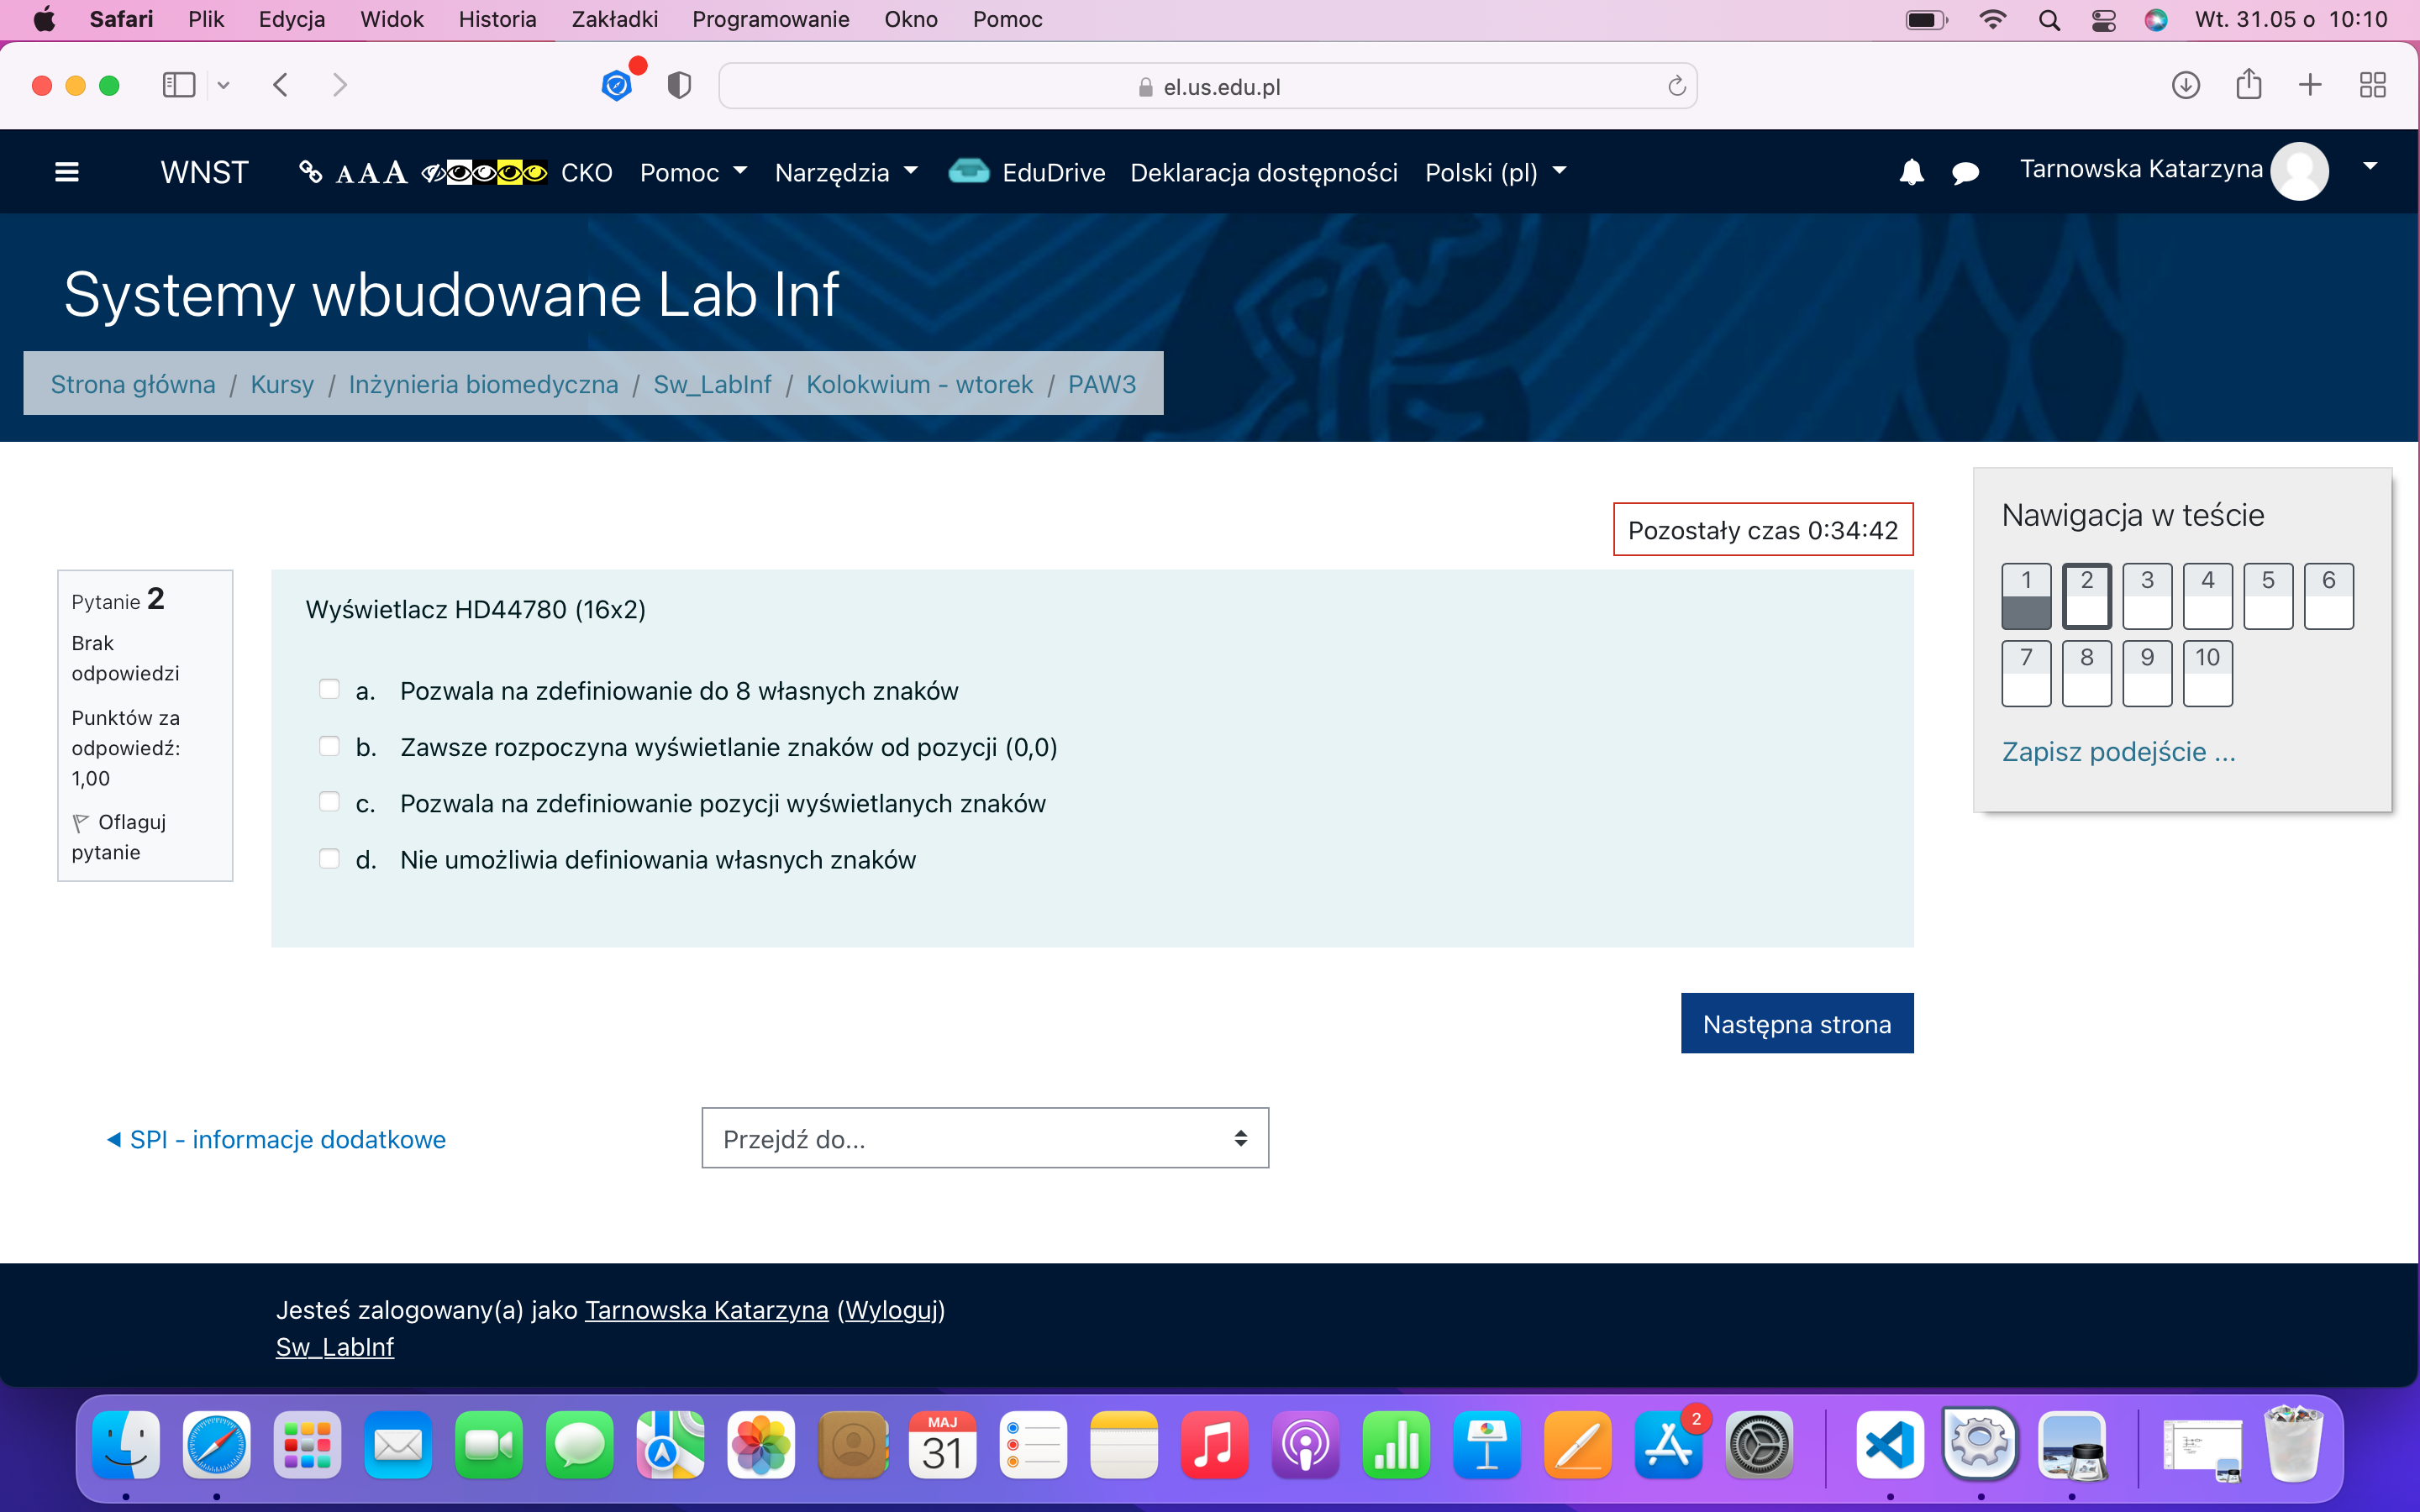 Safari Plik Edycja Widok Historia Zakładki Programowanie Okno Pomoc Wt. 31.05 o 10:10
el.us.edu.pl
WNST A A A CKO Pomoc Narzędzia EduDrive Deklaracja dostępności Polski (pl) Tarnowska Katarzyna
Systemy wbudowane Lab Inf
Strona główna / Kursy / Inżynieria biomedyczna / Sw_LabInf / Kolokwium - wtorek / PAW3
Pozostały czas 0:34:42
Pytanie 2
Brak
odpowiedzi
Punktów za
odpowiedź:
1,00
Oflaguj
pytanie
Wyświetlacz HD44780 (16x2)
a. Pozwala na zdefiniowanie do 8 własnych znaków
b. Zawsze rozpoczyna wyświetlanie znaków od pozycji (0,0)
c. Pozwala na zdefiniowanie pozycji wyświetlanych znaków
d. Nie umożliwia definiowania własnych znaków
Następna strona
Nawigacja w teście
1 2 3 4 5 6
7 8 9 10
Zapisz podejście ...
◄ SPI - informacje dodatkowe
Przejdź do...
Jesteś zalogowany(a) jako Tarnowska Katarzyna (Wyloguj)
Sw_LabInf
MAJ
31
2